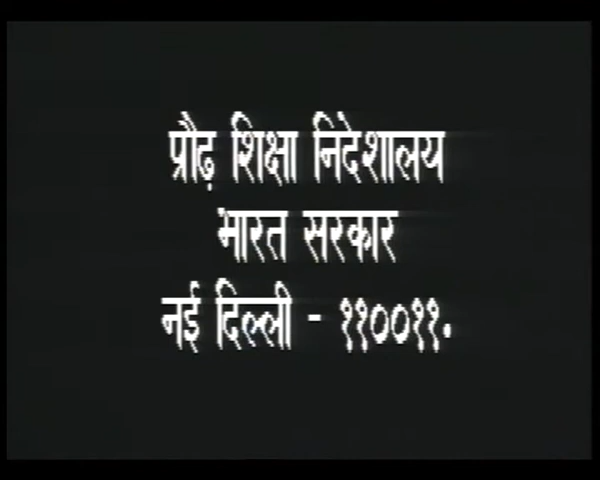 प्रौढ़ शिक्षा निदेशालय
भारत सरकार
नई दिल्ली - ११००११.